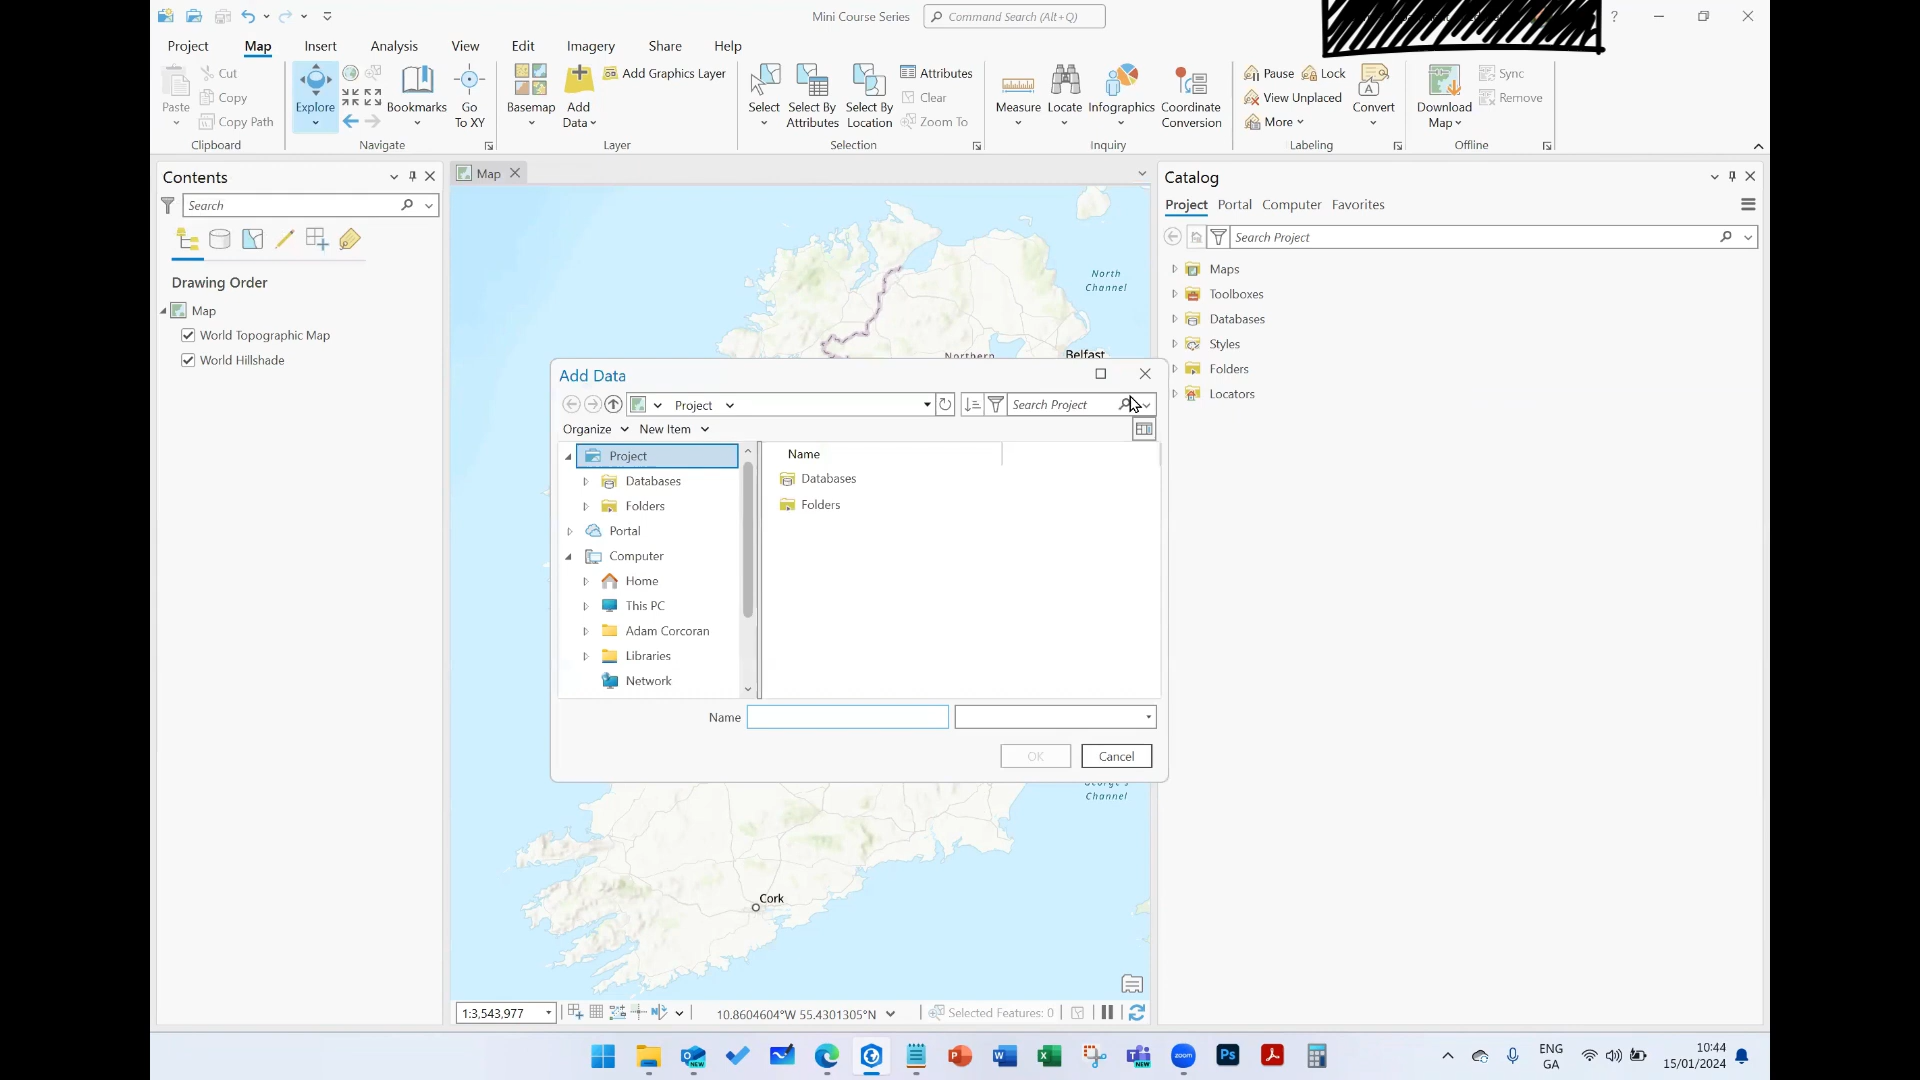 Mini Course Series
Command Search (Alt+Q)
?
Project
Map
Insert
Analysis
View
Edit
Imagery
Share
Help
Paste
Cut
Copy
Copy Path
Clipboard
Explore
Bookmarks
Go
To XY
Navigate
Basemap
Add
Data
Add Graphics Layer
Layer
Select
Select By
Attributes
Select By
Location
Attributes
Clear
Zoom To
Selection
Measure
Locate
Infographics
Coordinate
Conversion
Inquiry
Pause
Lock
View Unplaced
More
Convert
Labeling
Download
Map
Sync
Remove
Offline
Contents
Search
Drawing Order
Map
World Topographic Map
World Hillshade
Map
North
Channel
Northern
Belfast
Add Data
Project
Search Project
Organize
New Item
Project
Databases
Folders
Portal
Computer
Home
This PC
Adam Corcoran
Libraries
Network
Name
Databases
Folders
Name
OK
Cancel
George's
Channel
Cork
1:3,543,977
10.8604604°W 55.4301305°N
Selected Features: 0
Catalog
Project
Portal
Computer
Favorites
Search Project
Maps
Toolboxes
Databases
Styles
Folders
Locators
NEW
NEW
zoom
Ps
ENG
GA
10:44
15/01/2024